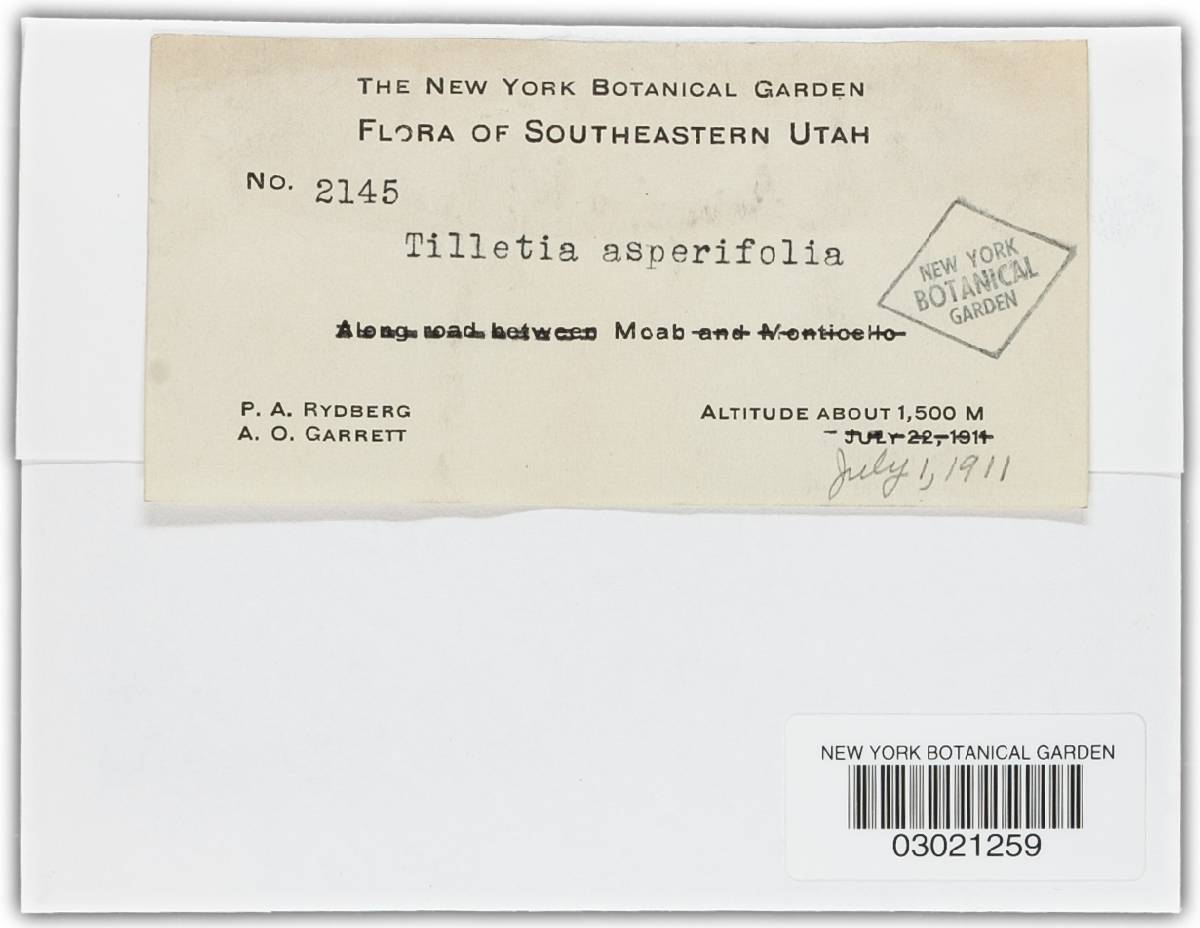 THE NEW YORK BOTANICAL GARDEN
FLORA OF SOUTHEASTERN UTAH
NO. 2145
Tilletia asperifolia
NEW YORK
BOTANICAL
GARDEN
Along road between Moab and Monticello
P. A. RYDBERG
A. O. GARRETT
ALTITUDE ABOUT 1,500 M
JULY 22, 1911
July 1, 1911
NEW YORK BOTANICAL GARDEN
03021259